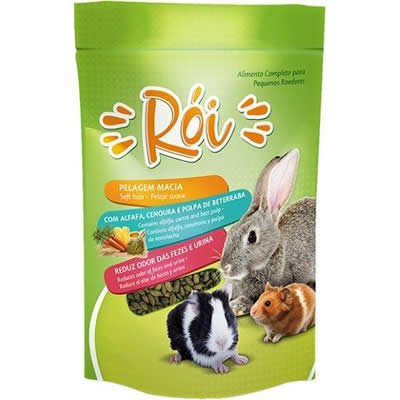 Alimento Completo para
Pequenos Roedores
Rói
PELAGEM MACIA
Soft hair - Pelaje suave
COM ALFAFA, CENOURA E POLPA DE BETERRABA
- Contains alfalfa, carrot and beet pulp -
Contiene alfalfa, zanahoria y pulpa
de remolacha
REDUZ ODOR DAS FEZES E URINA
- Reduces odor of feces and urine -
Reduce el olor de heces y orina